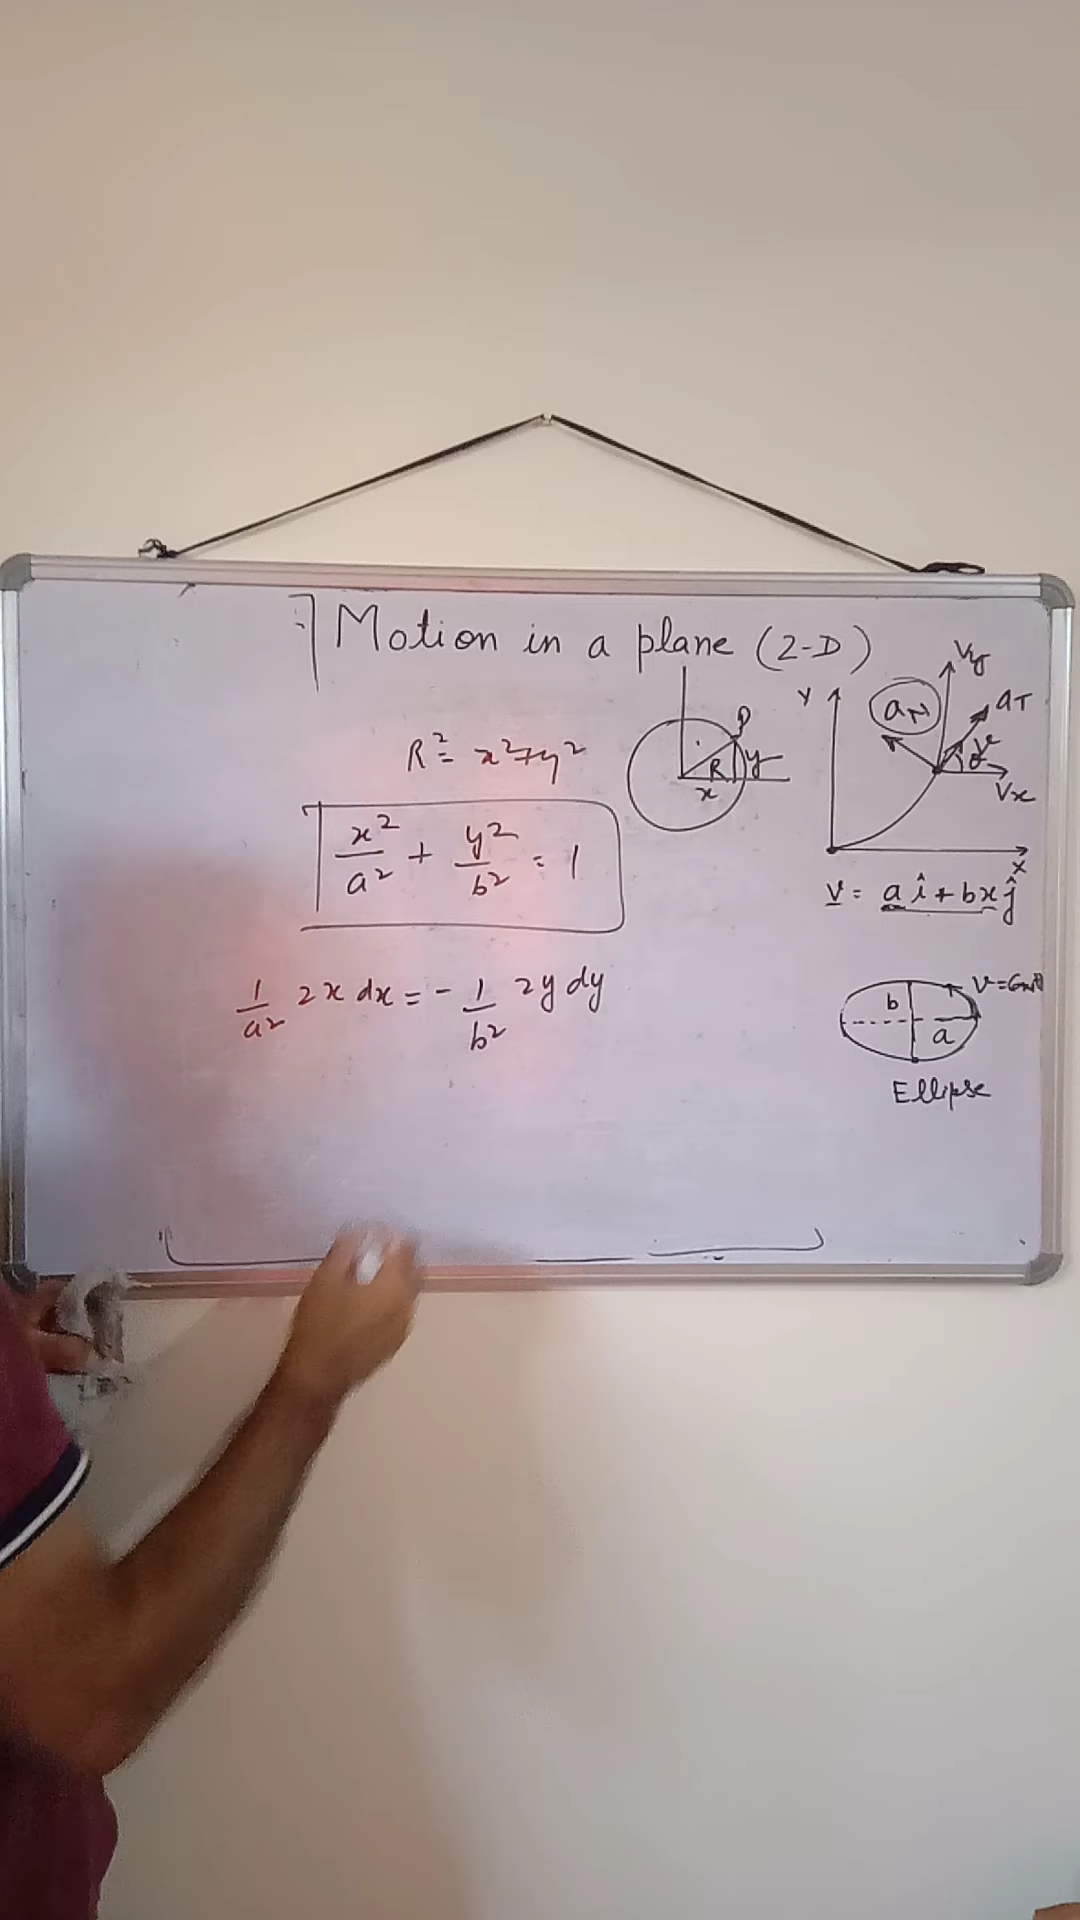 Motion in a plane (2-D)
R² = x²+y²
x²/a² + y²/b² = 1
1/a² 2x dx = - 1/b² 2y dy
P
R
y
x
Y
Vy
aN
aT
v
θ
Vx
X
v = a î + bx ĵ
b
a
Ellipse